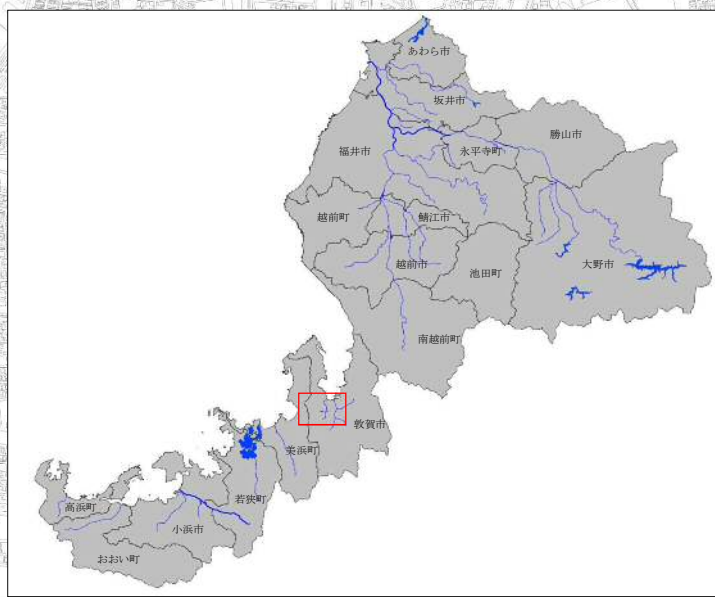 あわら市
坂井市
勝山市
福井市
永平寺町
越前町
鯖江市
越前市
大野市
池田町
南越前町
敦賀市
美浜町
若狭町
高浜町
小浜市
おおい町